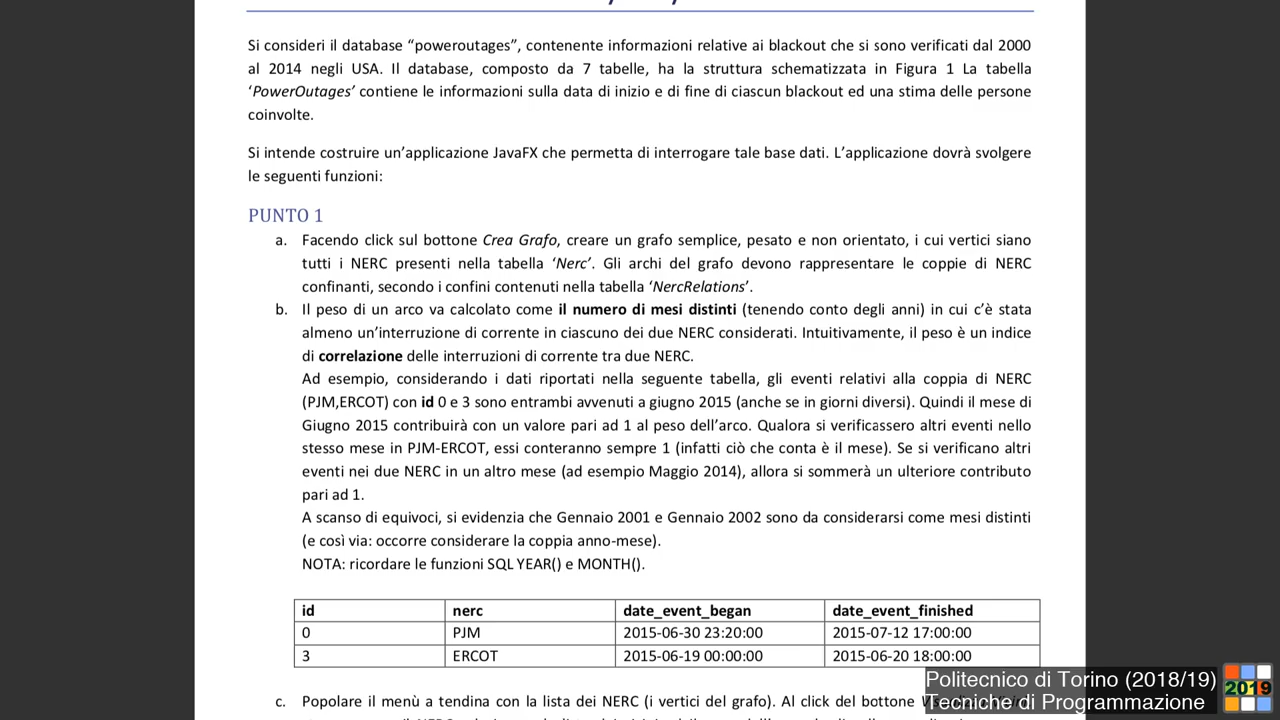 Si consideri il database “poweroutages”, contenente informazioni relative ai blackout che si sono verificati dal 2000
al 2014 negli USA. Il database, composto da 7 tabelle, ha la struttura schematizzata in Figura 1 La tabella
‘PowerOutages’ contiene le informazioni sulla data di inizio e di fine di ciascun blackout ed una stima delle persone
coinvolte.
Si intende costruire un’applicazione JavaFX che permetta di interrogare tale base dati. L’applicazione dovrà svolgere
le seguenti funzioni:
PUNTO 1
a. Facendo click sul bottone Crea Grafo, creare un grafo semplice, pesato e non orientato, i cui vertici siano
tutti i NERC presenti nella tabella ‘Nerc’. Gli archi del grafo devono rappresentare le coppie di NERC
confinanti, secondo i confini contenuti nella tabella ‘NercRelations’.
b. Il peso di un arco va calcolato come il numero di mesi distinti (tenendo conto degli anni) in cui c’è stata
almeno un’interruzione di corrente in ciascuno dei due NERC considerati. Intuitivamente, il peso è un indice
di correlazione delle interruzioni di corrente tra due NERC.
Ad esempio, considerando i dati riportati nella seguente tabella, gli eventi relativi alla coppia di NERC
(PJM,ERCOT) con id 0 e 3 sono entrambi avvenuti a giugno 2015 (anche se in giorni diversi). Quindi il mese di
Giugno 2015 contribuirà con un valore pari ad 1 al peso dell’arco. Qualora si verificassero altri eventi nello
stesso mese in PJM-ERCOT, essi conteranno sempre 1 (infatti ciò che conta è il mese). Se si verificano altri
eventi nei due NERC in un altro mese (ad esempio Maggio 2014), allora si sommerà un ulteriore contributo
pari ad 1.
A scanso di equivoci, si evidenzia che Gennaio 2001 e Gennaio 2002 sono da considerarsi come mesi distinti
(e così via: occorre considerare la coppia anno-mese).
NOTA: ricordare le funzioni SQL YEAR() e MONTH().
id nerc date_event_began date_event_finished
0 PJM 2015-06-30 23:20:00 2015-07-12 17:00:00
3 ERCOT 2015-06-19 00:00:00 2015-06-20 18:00:00
c. Popolare il menù a tendina con la lista dei NERC (i vertici del grafo). Al click del bottone
Politecnico di Torino (2018/19)
Tecniche di Programmazione
2019